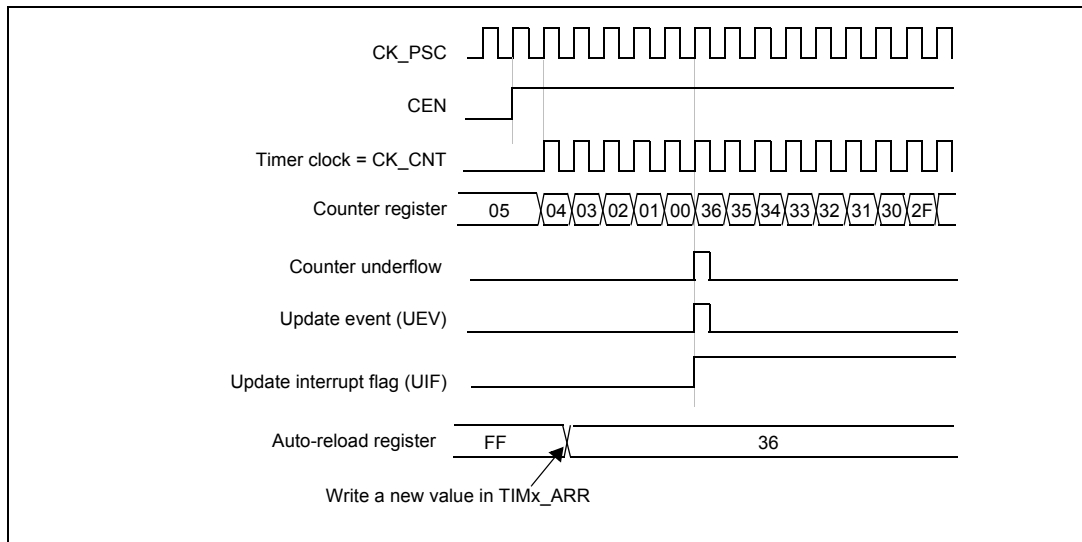 CK_PSC
CEN
Timer clock = CK_CNT
Counter register 05 04 03 02 01 00 36 35 34 33 32 31 30 2F
Counter underflow
Update event (UEV)
Update interrupt flag (UIF)
Auto-reload register FF 36
Write a new value in TIMx_ARR